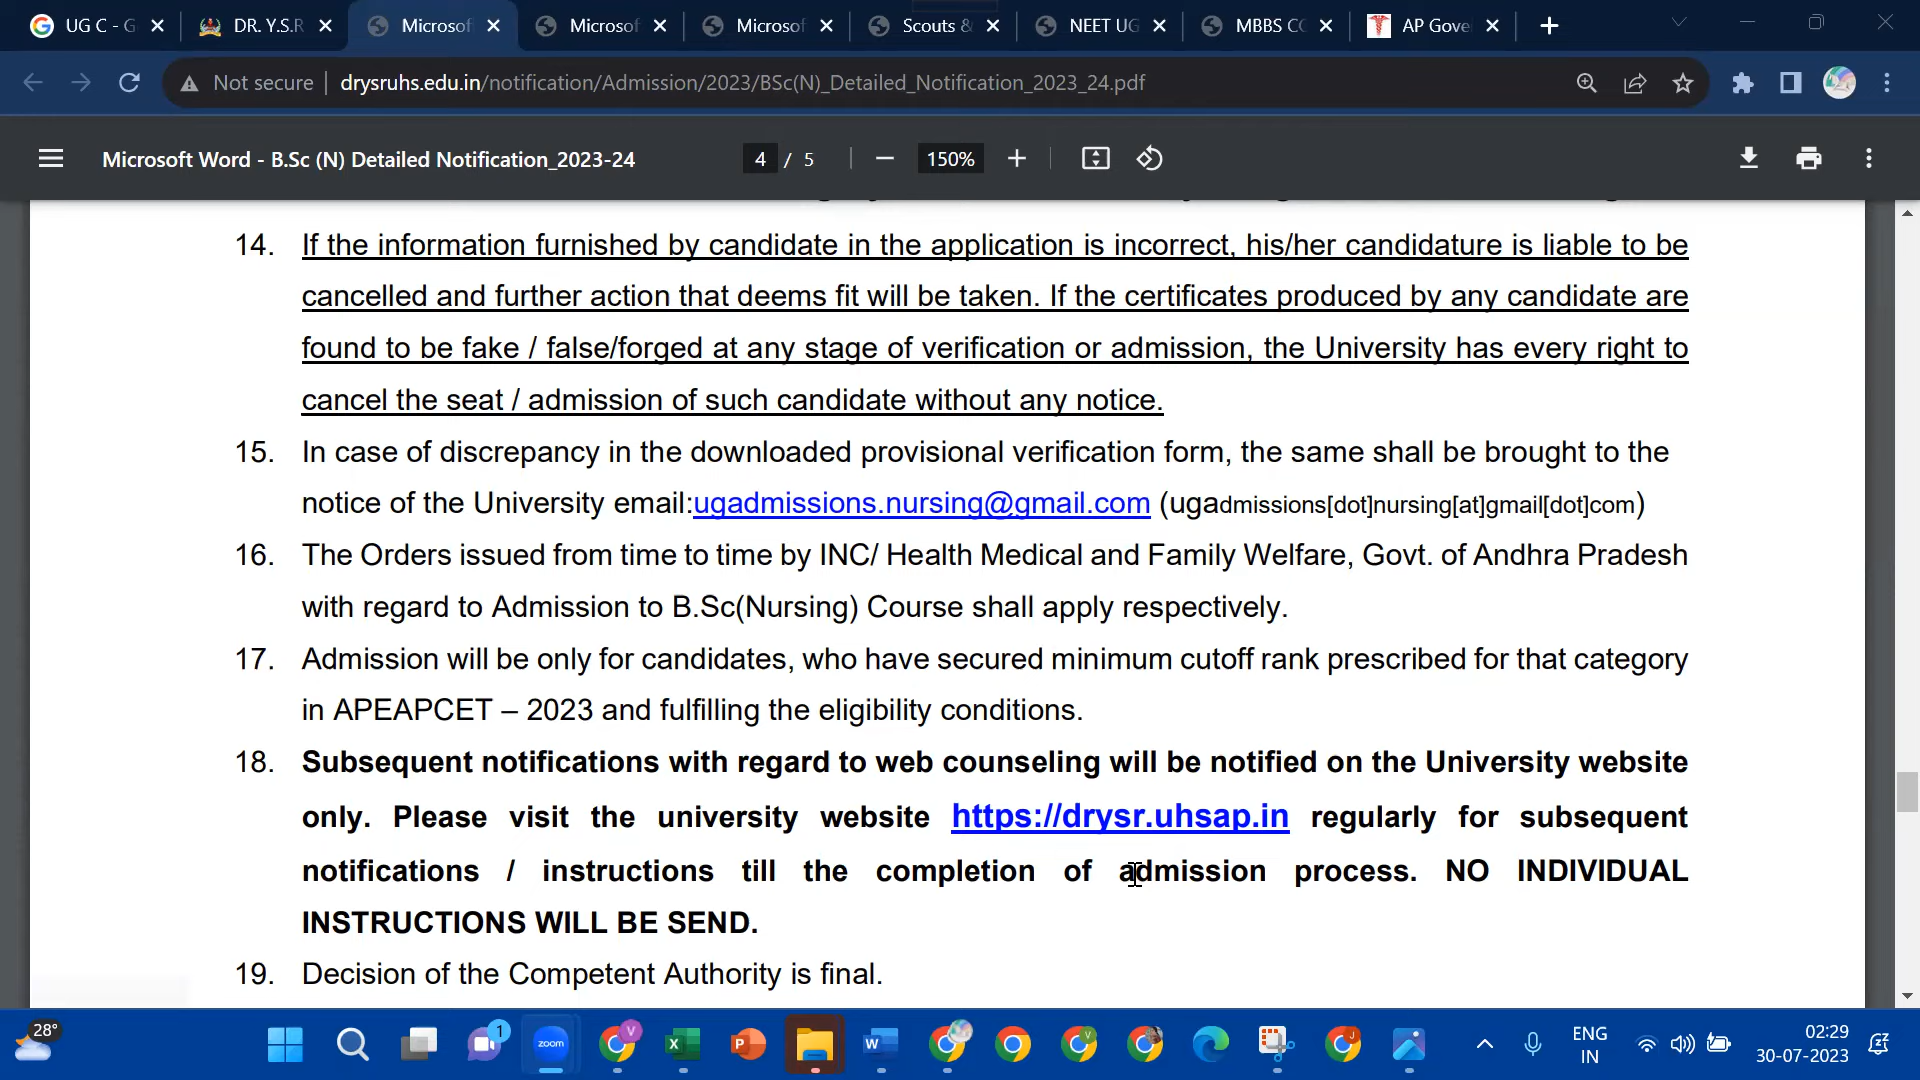 UG C - G
DR. Y.S.R
Microsof
Microsof
Microsof
Scouts &
NEET UG
MBBS CO
AP Gove
Not secure
drysruhs.edu.in/notification/Admission/2023/BSc(N)_Detailed_Notification_2023_24.pdf
Microsoft Word - B.Sc (N) Detailed Notification_2023-24
4 / 5
150%
14. If the information furnished by candidate in the application is incorrect, his/her candidature is liable to be
cancelled and further action that deems fit will be taken. If the certificates produced by any candidate are
found to be fake / false/forged at any stage of verification or admission, the University has every right to
cancel the seat / admission of such candidate without any notice.
15. In case of discrepancy in the downloaded provisional verification form, the same shall be brought to the
notice of the University email:ugadmissions.nursing@gmail.com (ugadmissions[dot]nursing[at]gmail[dot]com)
16. The Orders issued from time to time by INC/ Health Medical and Family Welfare, Govt. of Andhra Pradesh
with regard to Admission to B.Sc(Nursing) Course shall apply respectively.
17. Admission will be only for candidates, who have secured minimum cutoff rank prescribed for that category
in APEAPCET – 2023 and fulfilling the eligibility conditions.
18. Subsequent notifications with regard to web counseling will be notified on the University website
only. Please visit the university website https://drysr.uhsap.in regularly for subsequent
notifications / instructions till the completion of admission process. NO INDIVIDUAL
INSTRUCTIONS WILL BE SEND.
19. Decision of the Competent Authority is final.
28°
1
zoom
V
X
P
W
V
J
ENG
IN
02:29
30-07-2023